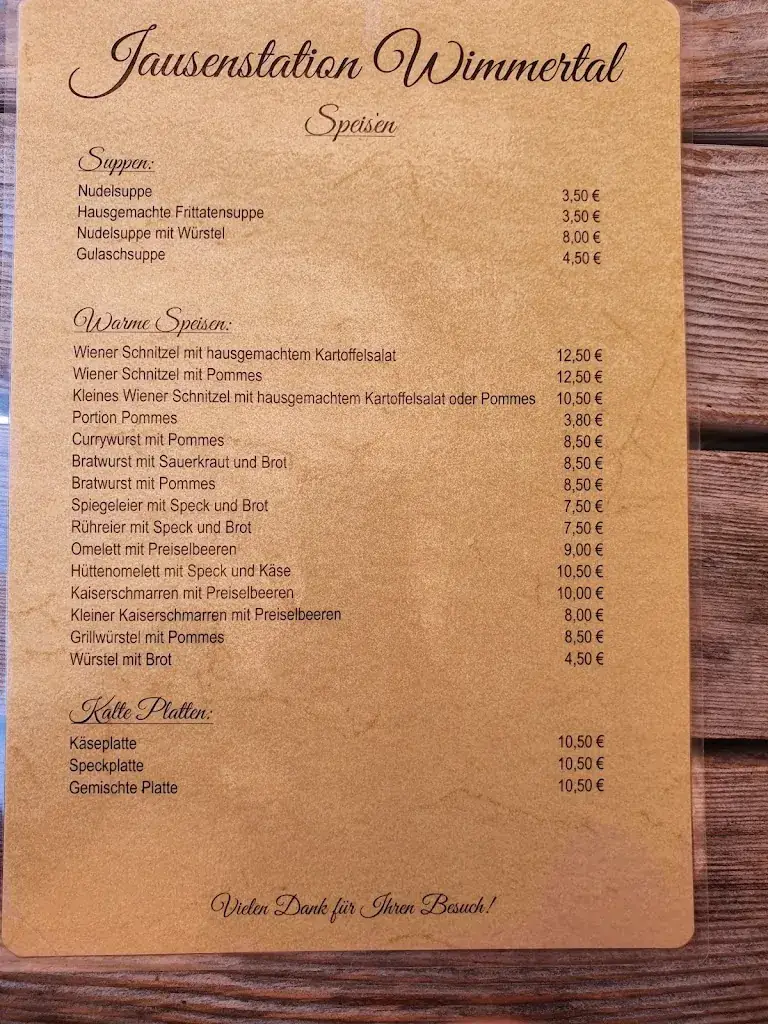 Jausenstation Wimmertal
Speisen
Suppen:
Nudelsuppe 3,50 €
Hausgemachte Frittatensuppe 3,50 €
Nudelsuppe mit Würstel 8,00 €
Gulaschsuppe 4,50 €
Warme Speisen:
Wiener Schnitzel mit hausgemachtem Kartoffelsalat 12,50 €
Wiener Schnitzel mit Pommes 12,50 €
Kleines Wiener Schnitzel mit hausgemachtem Kartoffelsalat oder Pommes 10,50 €
Portion Pommes 3,80 €
Currywurst mit Pommes 8,50 €
Bratwurst mit Sauerkraut und Brot 8,50 €
Bratwurst mit Pommes 8,50 €
Spiegeleier mit Speck und Brot 7,50 €
Rühreier mit Speck und Brot 7,50 €
Omelett mit Preiselbeeren 9,00 €
Hüttenomelett mit Speck und Käse 10,50 €
Kaiserschmarren mit Preiselbeeren 10,00 €
Kleiner Kaiserschmarren mit Preiselbeeren 8,00 €
Grillwürstel mit Pommes 8,50 €
Würstel mit Brot 4,50 €
Kalte Platten:
Käseplatte 10,50 €
Speckplatte 10,50 €
Gemischte Platte 10,50 €
Vielen Dank für Ihren Besuch!